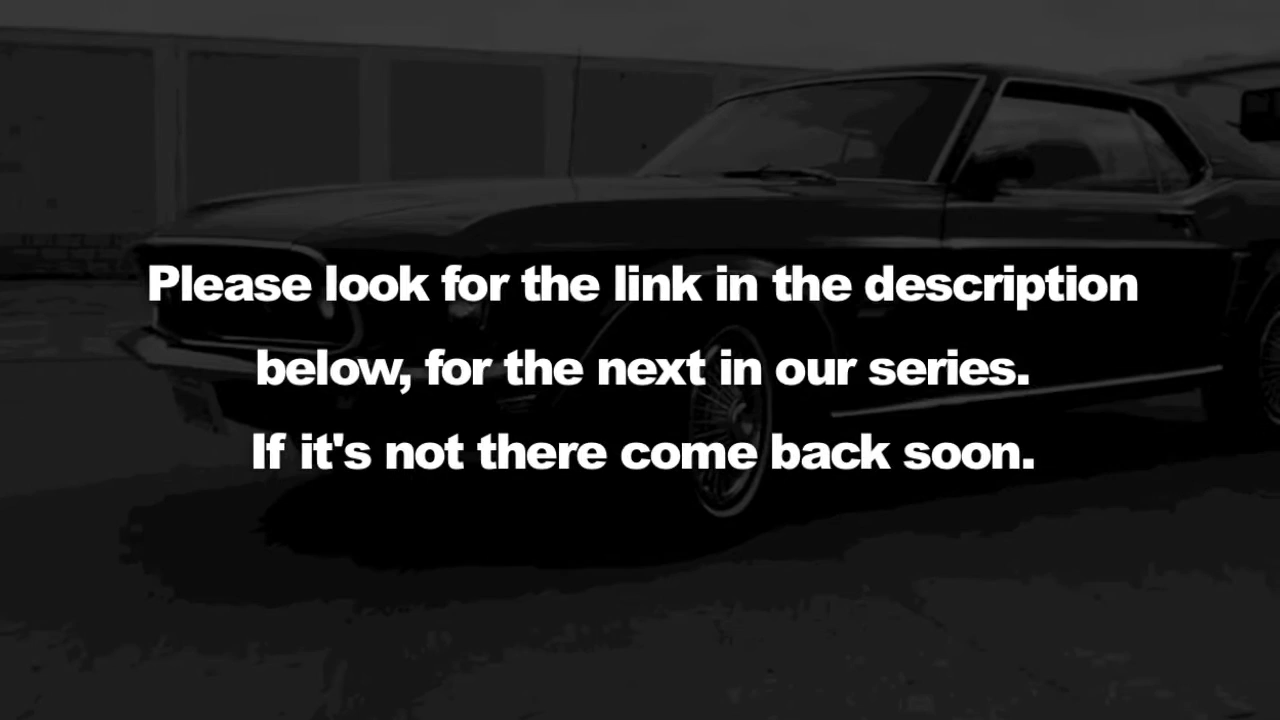 Please look for the link in the description
below, for the next in our series.
If it's not there come back soon.